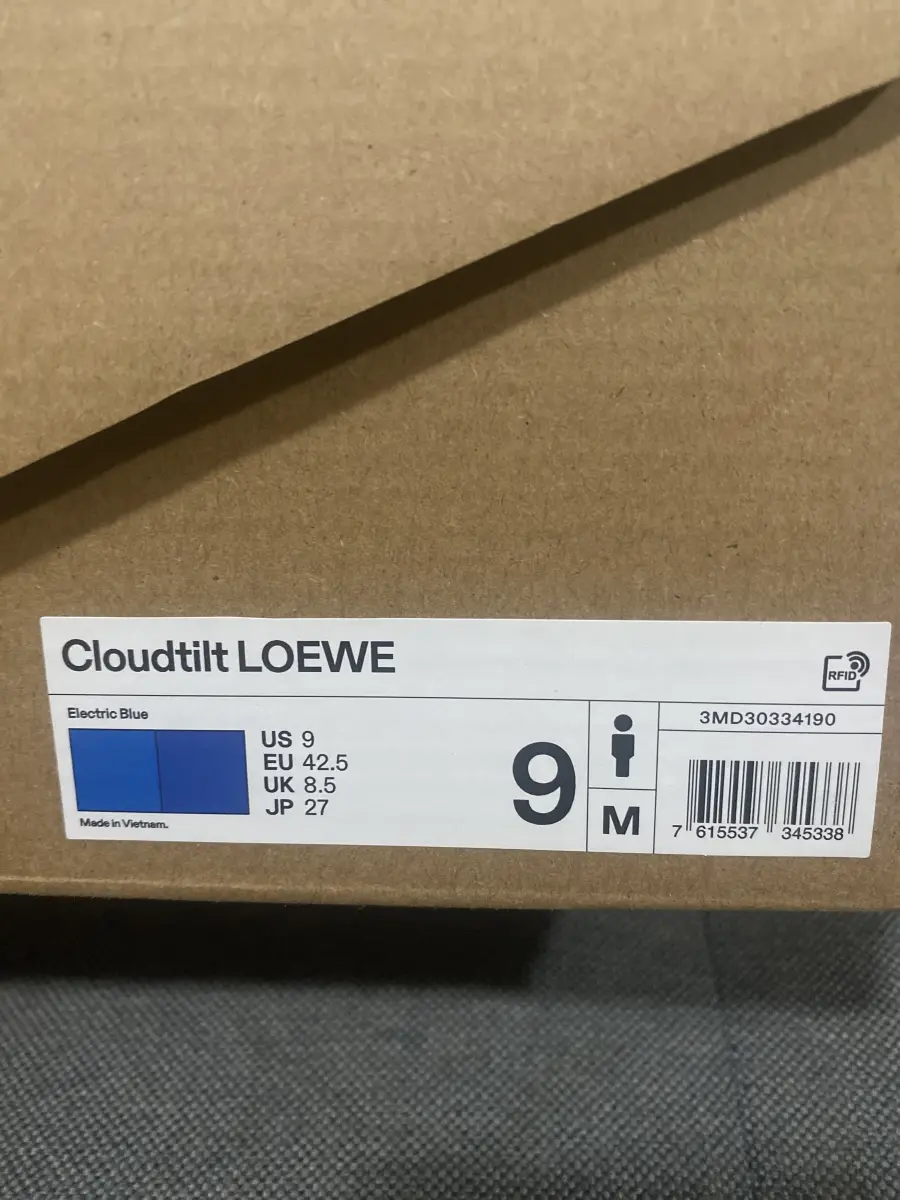 Cloudtilt LOEWE
RFID
Electric Blue
US 9
EU 42.5
UK 8.5
JP 27
Made in Vietnam.
9
M
3MD30334190
7 615537 345338